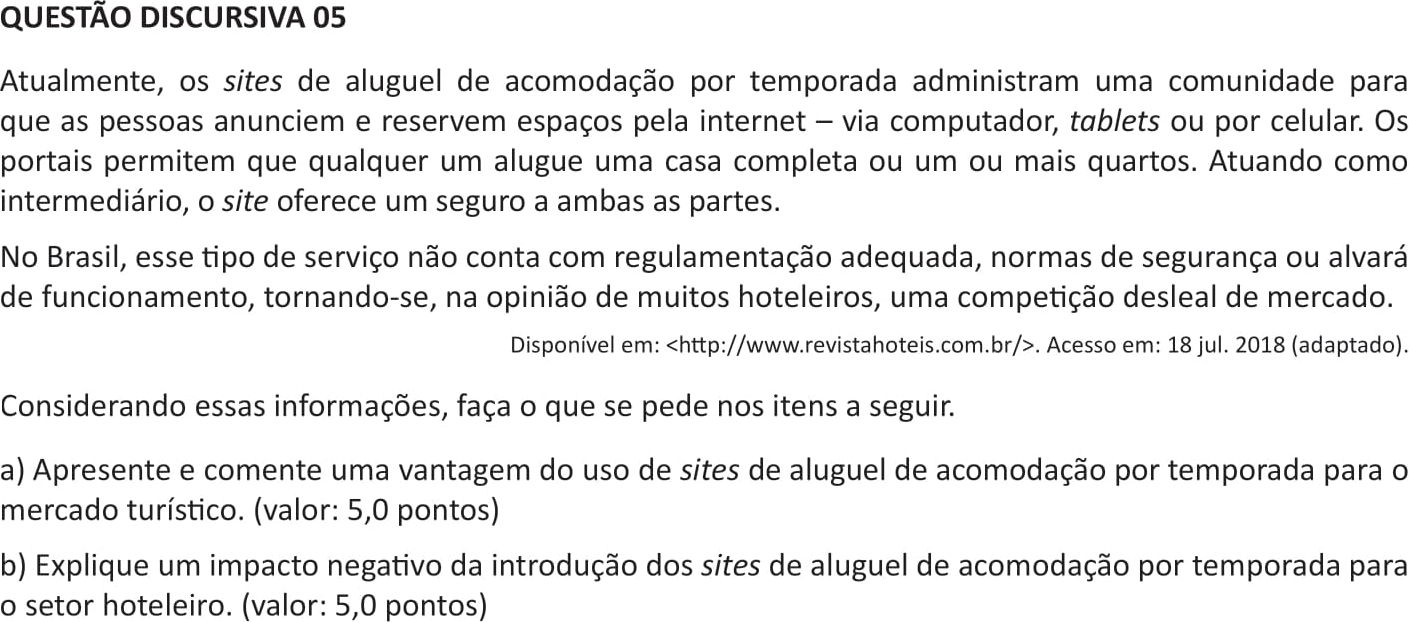 QUESTÃO DISCURSIVA 05
Atualmente, os sites de aluguel de acomodação por temporada administram uma comunidade para
que as pessoas anunciem e reservem espaços pela internet – via computador, tablets ou por celular. Os
portais permitem que qualquer um alugue uma casa completa ou um ou mais quartos. Atuando como
intermediário, o site oferece um seguro a ambas as partes.
No Brasil, esse tipo de serviço não conta com regulamentação adequada, normas de segurança ou alvará
de funcionamento, tornando-se, na opinião de muitos hoteleiros, uma competição desleal de mercado.
Disponível em: <http://www.revistahoteis.com.br/>. Acesso em: 18 jul. 2018 (adaptado).
Considerando essas informações, faça o que se pede nos itens a seguir.
a) Apresente e comente uma vantagem do uso de sites de aluguel de acomodação por temporada para o
mercado turístico. (valor: 5,0 pontos)
b) Explique um impacto negativo da introdução dos sites de aluguel de acomodação por temporada para
o setor hoteleiro. (valor: 5,0 pontos)